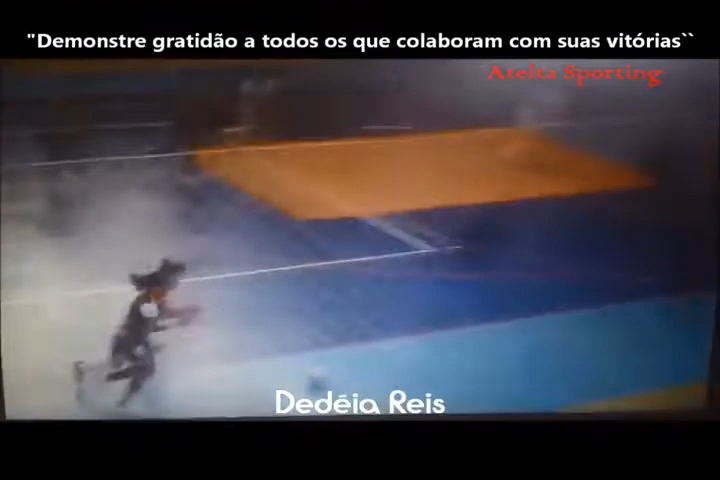 "Demonstre gratidão a todos os que colaboram com suas vitórias``
Atelta Sporting
Dedéia Reis